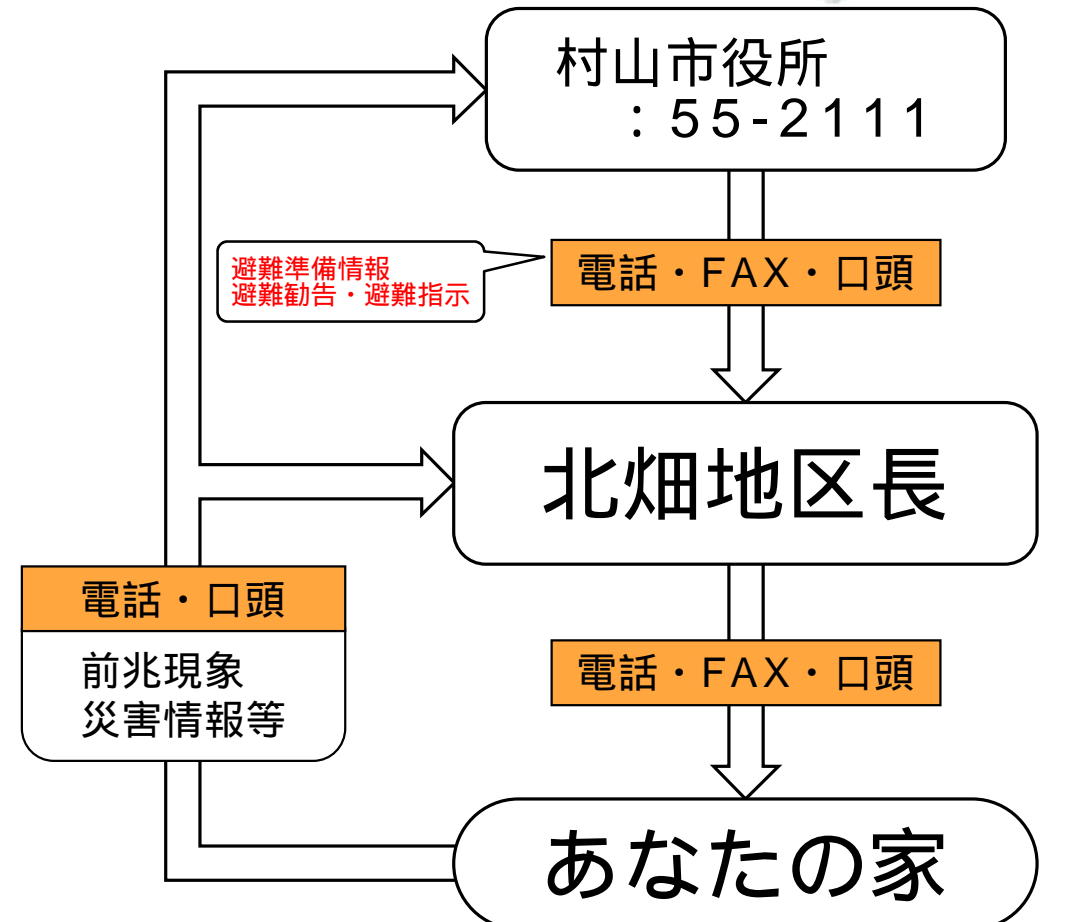 村山市役所
：55-2111
避難準備情報
避難勧告・避難指示
電話・FAX・口頭
北畑地区長
電話・口頭
前兆現象
災害情報等
電話・FAX・口頭
あなたの家